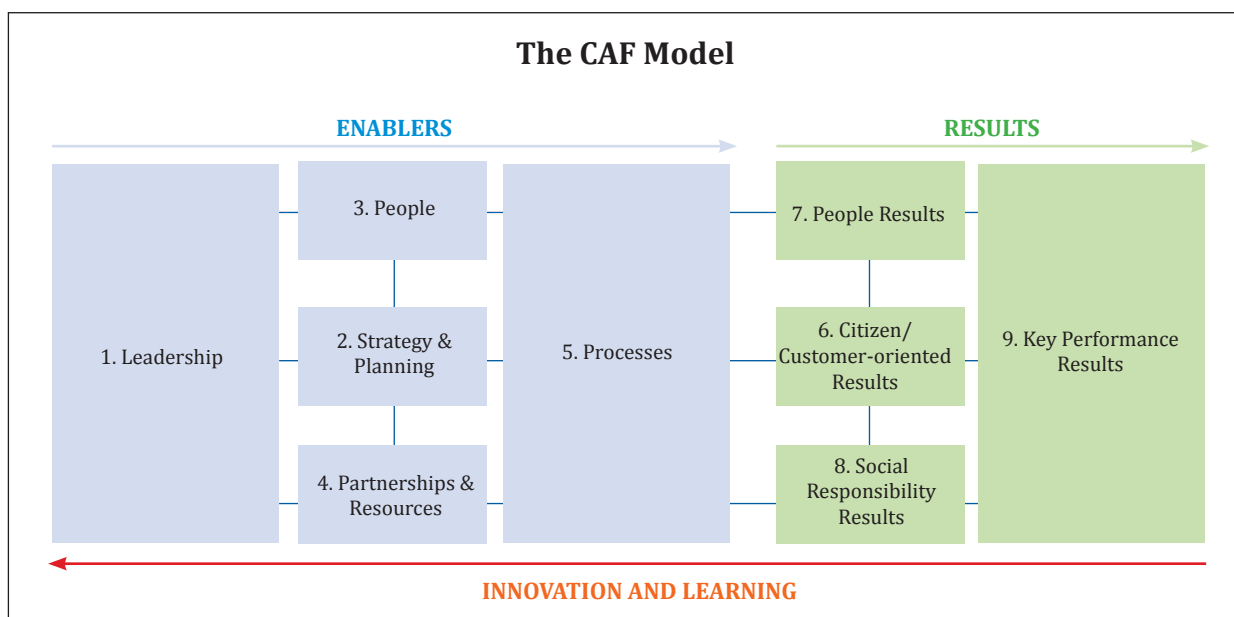 The CAF Model
ENABLERS
RESULTS
1. Leadership
3. People
2. Strategy &
Planning
4. Partnerships &
Resources
5. Processes
7. People Results
6. Citizen/
Customer-oriented
Results
8. Social
Responsibility
Results
9. Key Performance
Results
INNOVATION AND LEARNING